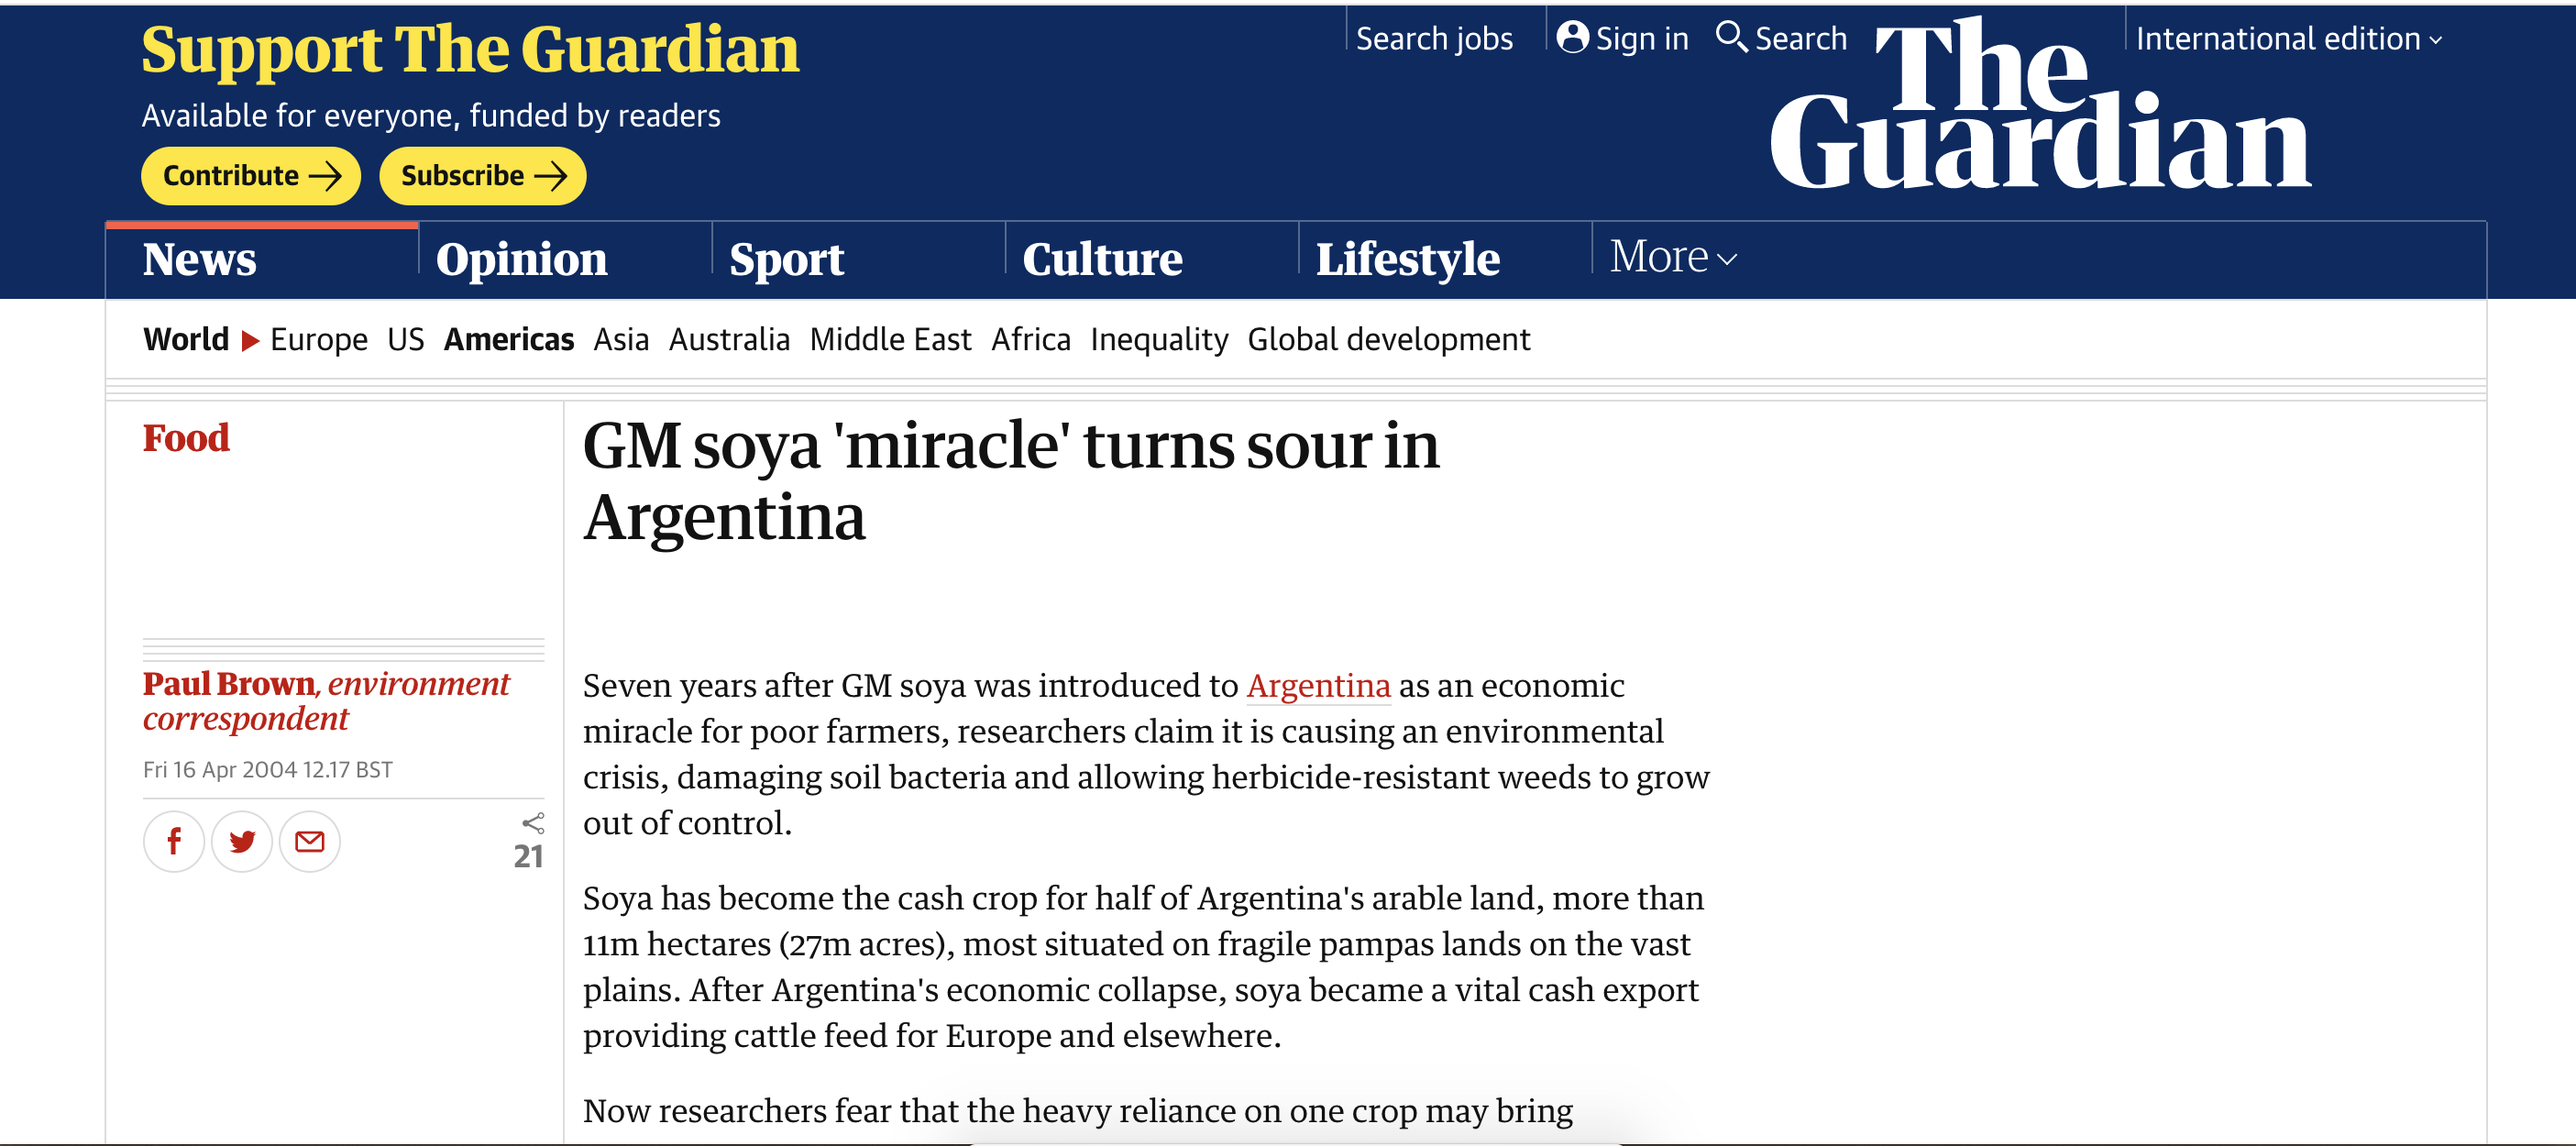 Support The Guardian
Available for everyone, funded by readers
Contribute
Subscribe
Search jobs
Sign in
Search
International edition
The
Guardian
News
Opinion
Sport
Culture
Lifestyle
More
World Europe US Americas Asia Australia Middle East Africa Inequality Global development
Food
GM soya 'miracle' turns sour in
Argentina
Paul Brown, environment
correspondent
Fri 16 Apr 2004 12.17 BST
21
Seven years after GM soya was introduced to Argentina as an economic
miracle for poor farmers, researchers claim it is causing an environmental
crisis, damaging soil bacteria and allowing herbicide-resistant weeds to grow
out of control.
Soya has become the cash crop for half of Argentina's arable land, more than
11m hectares (27m acres), most situated on fragile pampas lands on the vast
plains. After Argentina's economic collapse, soya became a vital cash export
providing cattle feed for Europe and elsewhere.
Now researchers fear that the heavy reliance on one crop may bring